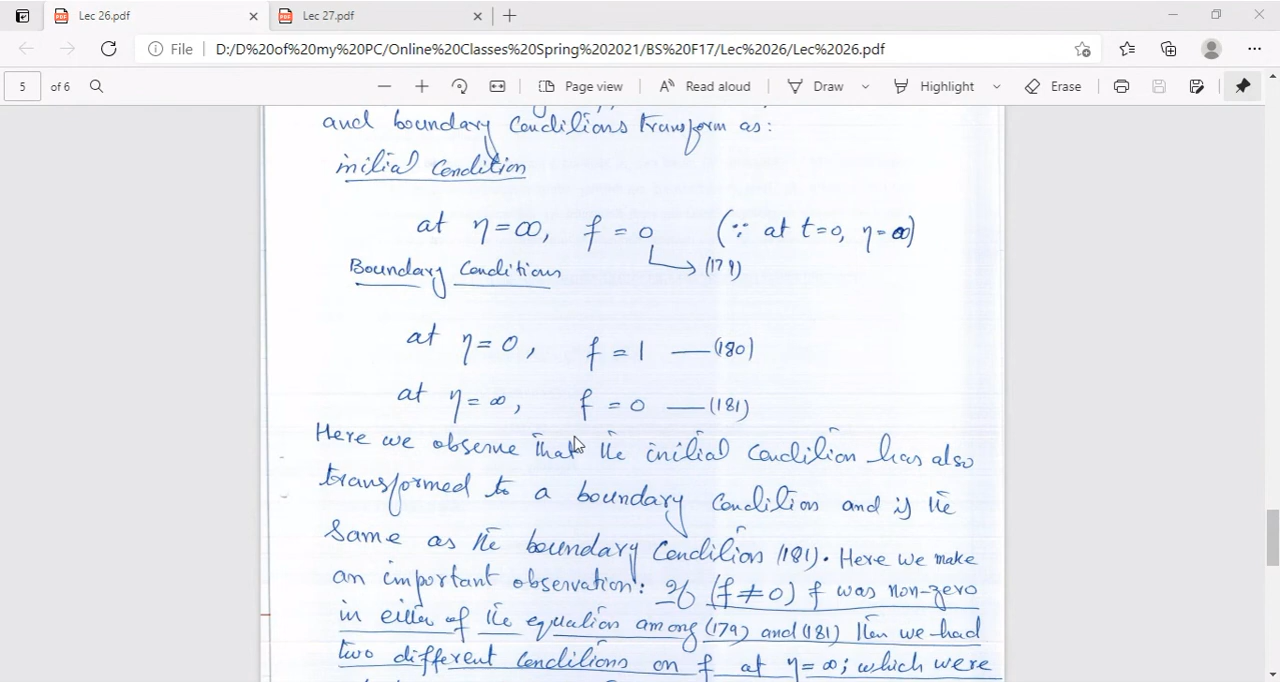 Lec 26.pdf
Lec 27.pdf
File D:/D%20of%20my%20PC/Online%20Classes%20Spring%202021/BS%20F17/Lec%2026/Lec%2026.pdf
5 of 6 Page view Read aloud Draw Highlight Erase
and boundary Conditions transform as:
initial Condition
at η=∞, f = 0 (∵ at t=0, η=∞)
(179)
Boundary Conditions
at η=0, f = 1 —(180)
at η=∞, f = 0 —(181)
Here we observe that the initial Condition has also
transformed to a boundary Condition and is the
Same as the boundary Condition (181). Here we make
an important observation: If (f≠0) f was non-zero
in either of the equation among (179) and (181) then we had
two different Conditions on f at η=∞; which were